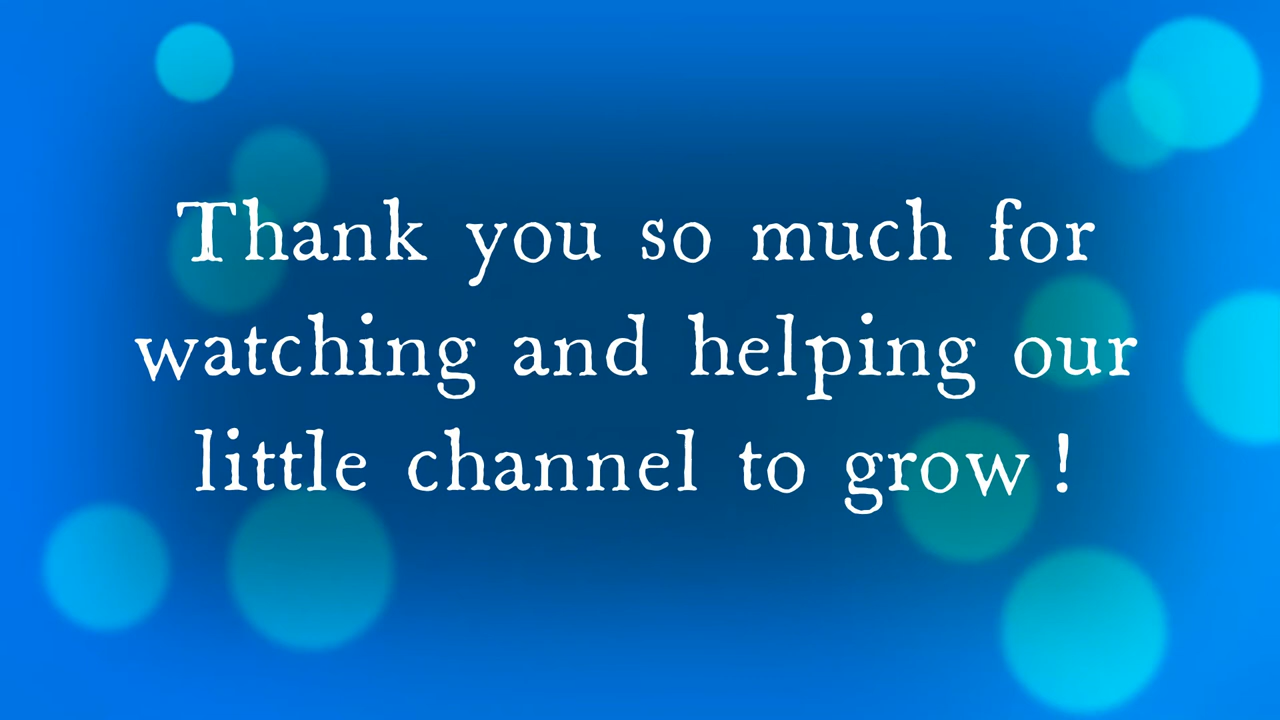 Thank you so much for
watching and helping our
little channel to grow !